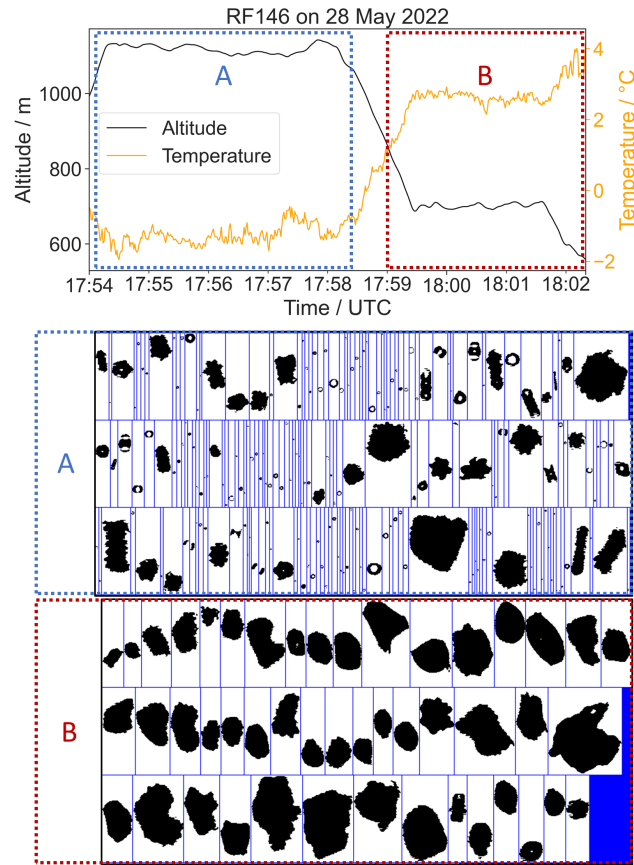 RF146 on 28 May 2022
A
B
Altitude
Temperature
Altitude / m
1000
800
600
Temperature / °C
4
2
0
−2
17:54 17:55 17:56 17:57 17:58 17:59 18:00 18:01 18:02
Time / UTC
A
B